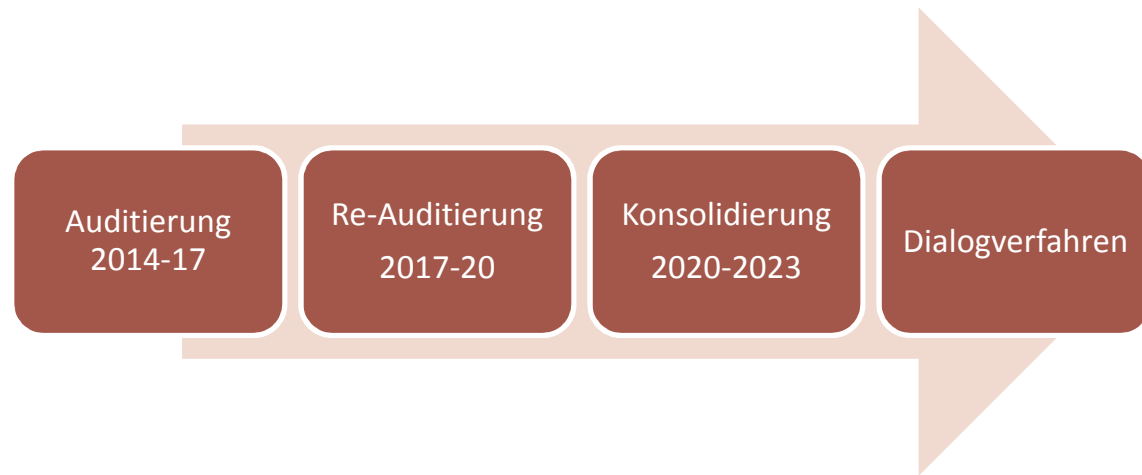 Auditierung
2014-17
Re-Auditierung
2017-20
Konsolidierung
2020-2023
Dialogverfahren